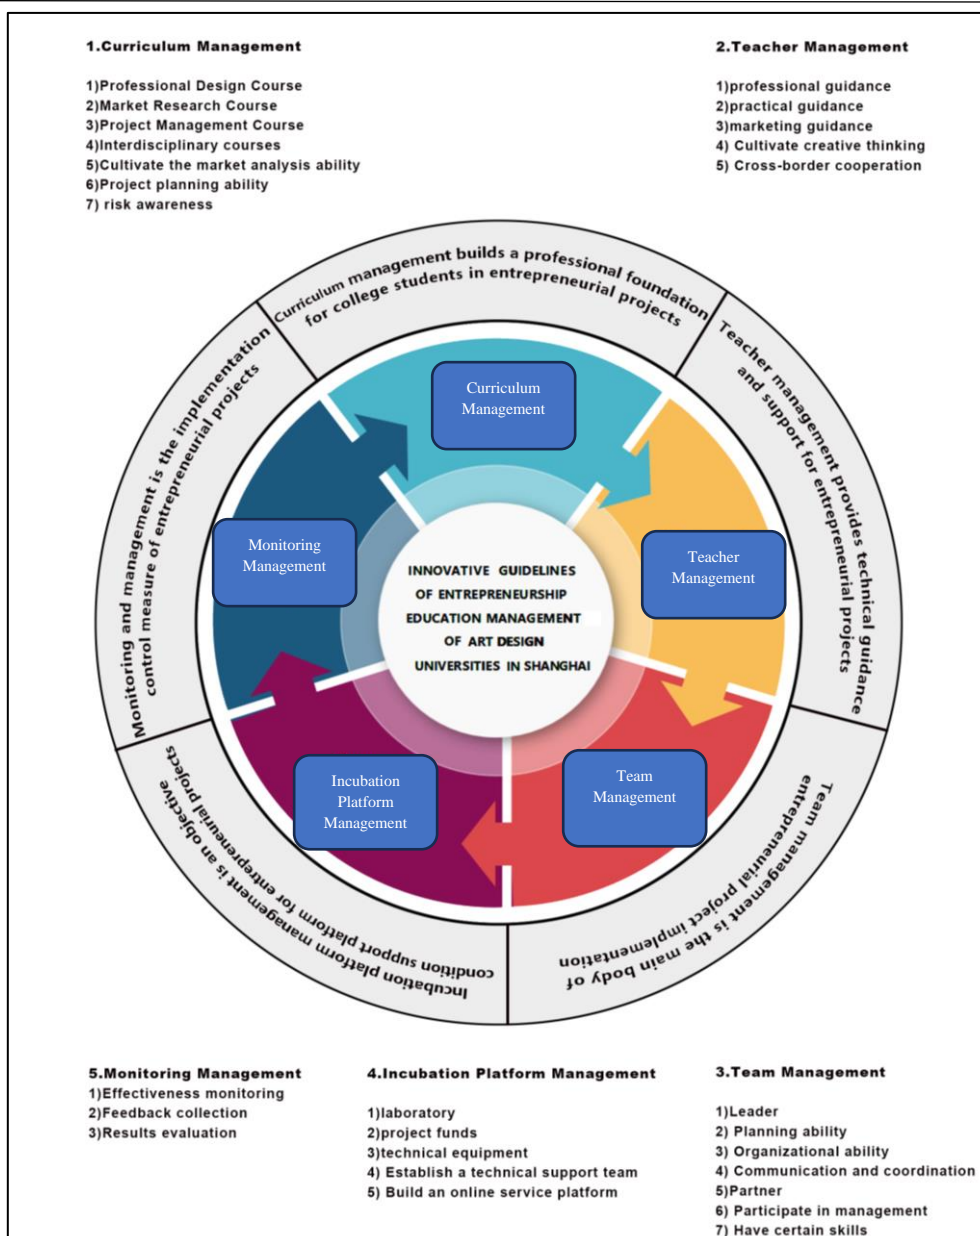 1.Curriculum Management
1)Professional Design Course
2)Market Research Course
3)Project Management Course
4)Interdisciplinary courses
5)Cultivate the market analysis ability
6)Project planning ability
7) risk awareness
2.Teacher Management
1)professional guidance
2)practical guidance
3)marketing guidance
4) Cultivate creative thinking
5) Cross-border cooperation
Curriculum management builds a professional foundation
for college students in entrepreneurial projects
Teacher management provides technical guidance
and support for entrepreneurial projects
Team management is the main body of
entrepreneurial project implementation
Incubation platform management is an objective
condition support platform for entrepreneurial projects
Monitoring and management is the implementation
control measure of entrepreneurial projects
Curriculum
Management
Teacher
Management
Team
Management
Incubation
Platform
Management
Monitoring
Management
INNOVATIVE GUIDELINES
OF ENTREPRENEURSHIP
EDUCATION MANAGEMENT
OF ART DESIGN
UNIVERSITIES IN SHANGHAI
5.Monitoring Management
1)Effectiveness monitoring
2)Feedback collection
3)Results evaluation
4.Incubation Platform Management
1)laboratory
2)project funds
3)technical equipment
4) Establish a technical support team
5) Build an online service platform
3.Team Management
1)Leader
2) Planning ability
3) Organizational ability
4) Communication and coordination
5)Partner
6) Participate in management
7) Have certain skills